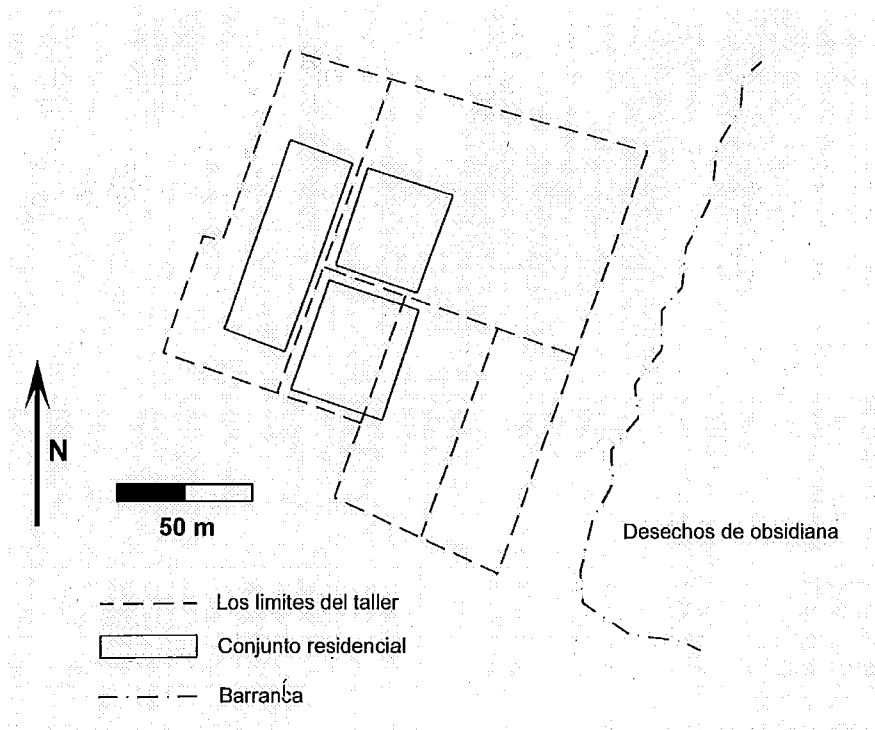 N
50 m
Desechos de obsidiana
Los limites del taller
Conjunto residencial
Barranca